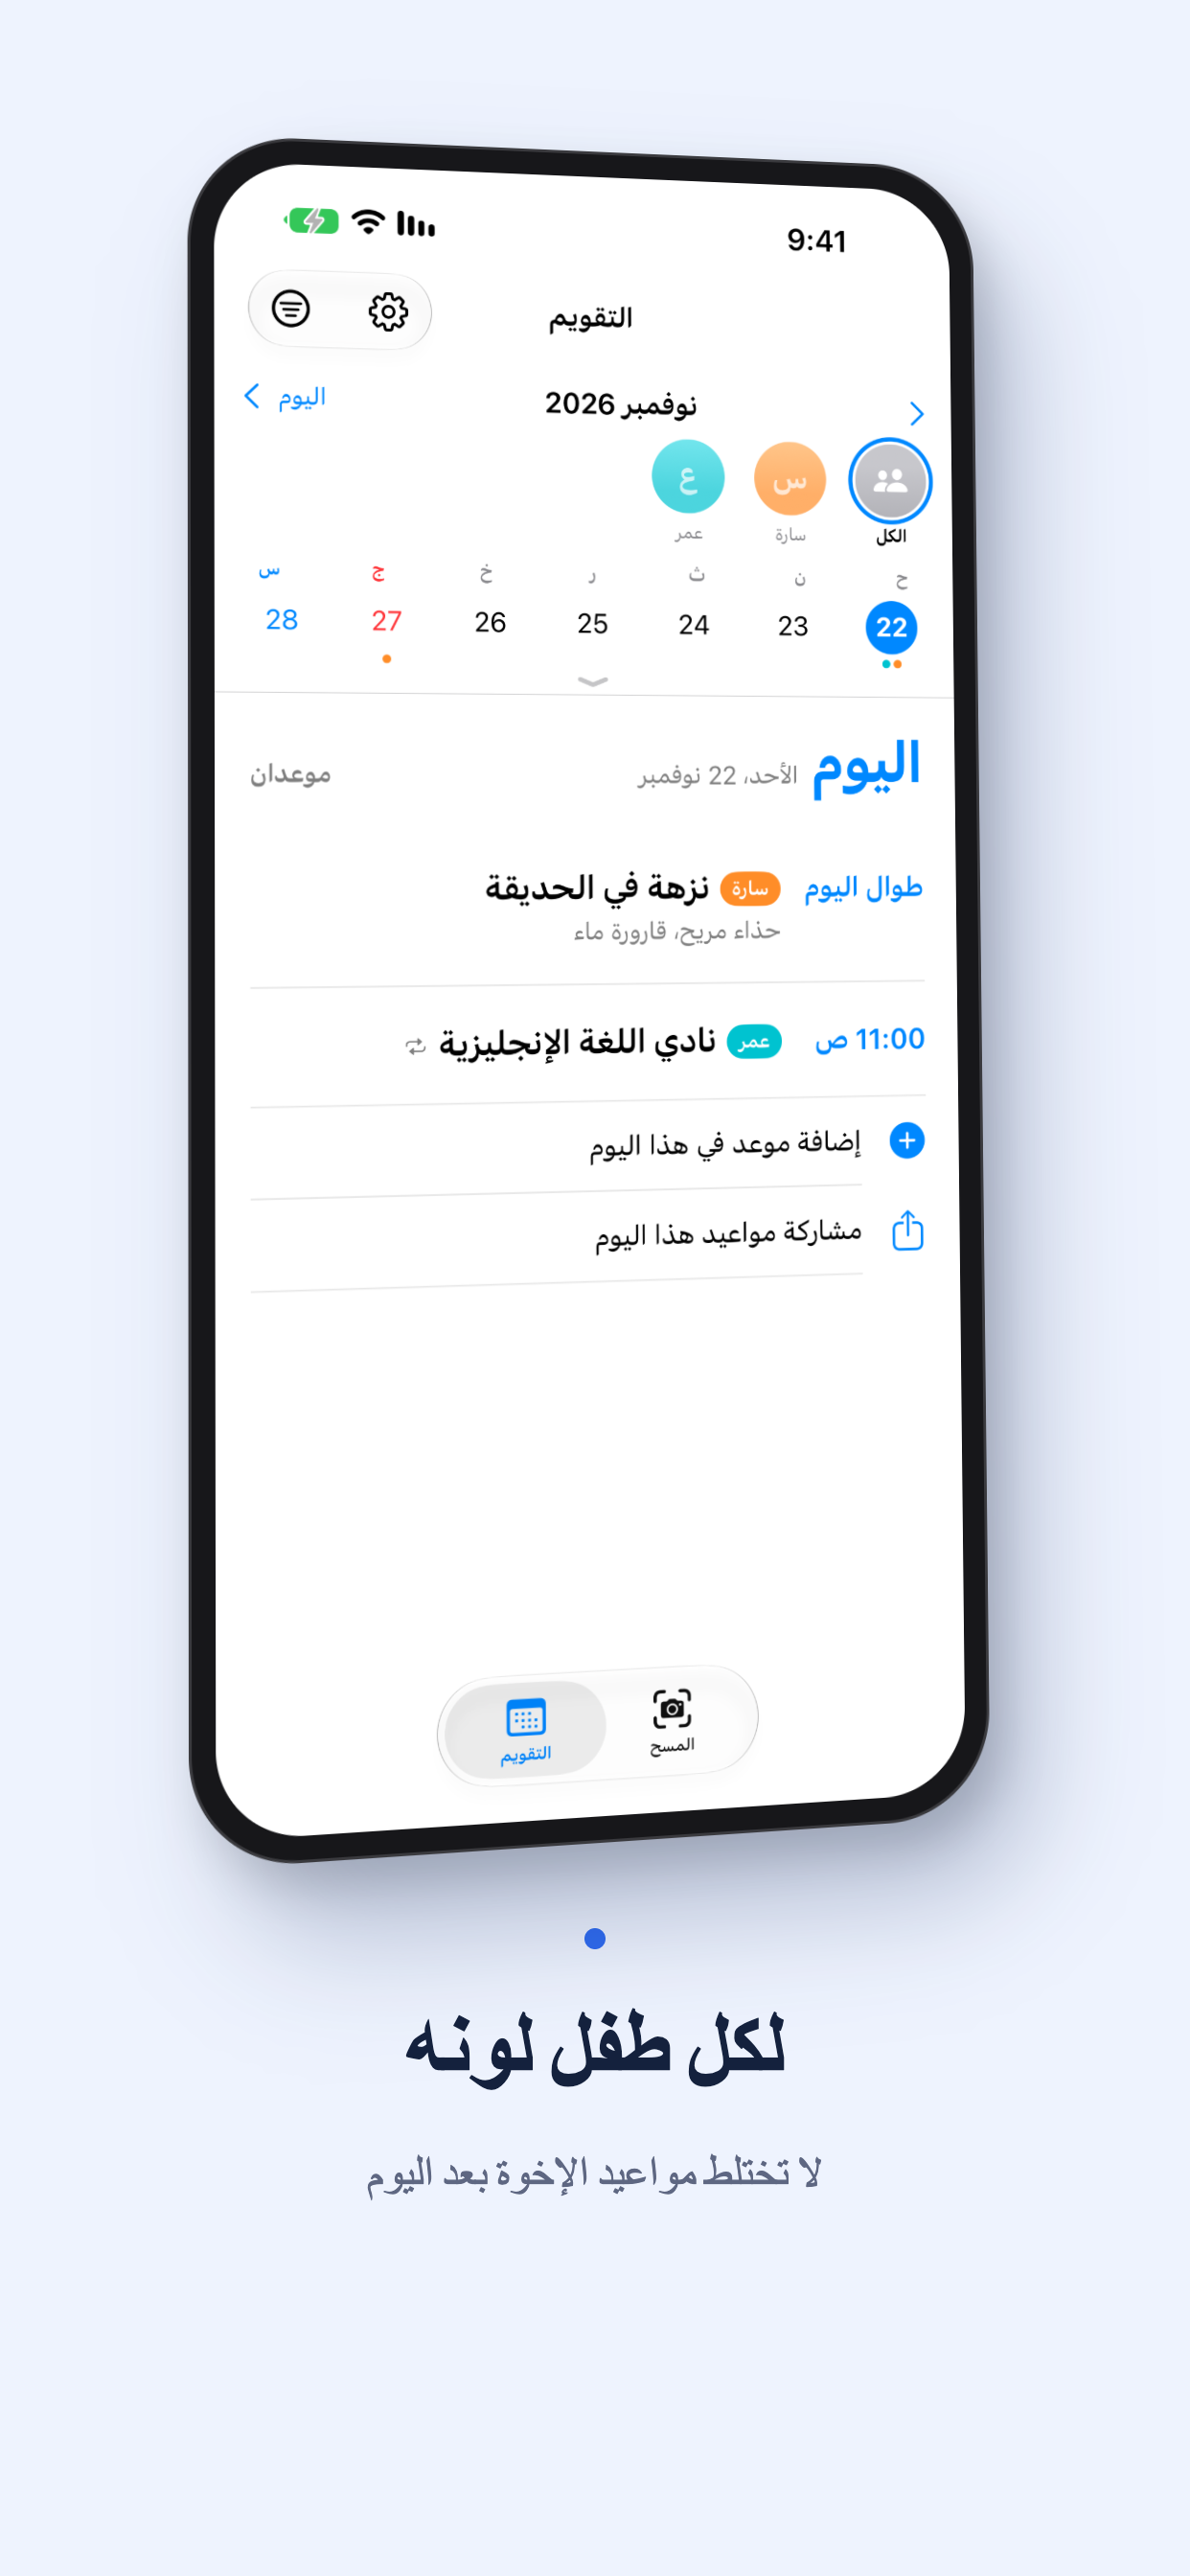 9:41
التقويم
نوفمبر 2026
اليوم
س
ع
الكل
سارة
عمر
ح ن ث ر خ ج س
22 23 24 25 26 27 28
اليوم الأحد، 22 نوفمبر
موعدان
طوال اليوم سارة نزهة في الحديقة
حذاء مريح، قارورة ماء
11:00 ص عمر نادي اللغة الإنجليزية
إضافة موعد في هذا اليوم
مشاركة مواعيد هذا اليوم
المسح
التقويم
لكل طفل لونه
لا تختلط مواعيد الإخوة بعد اليوم